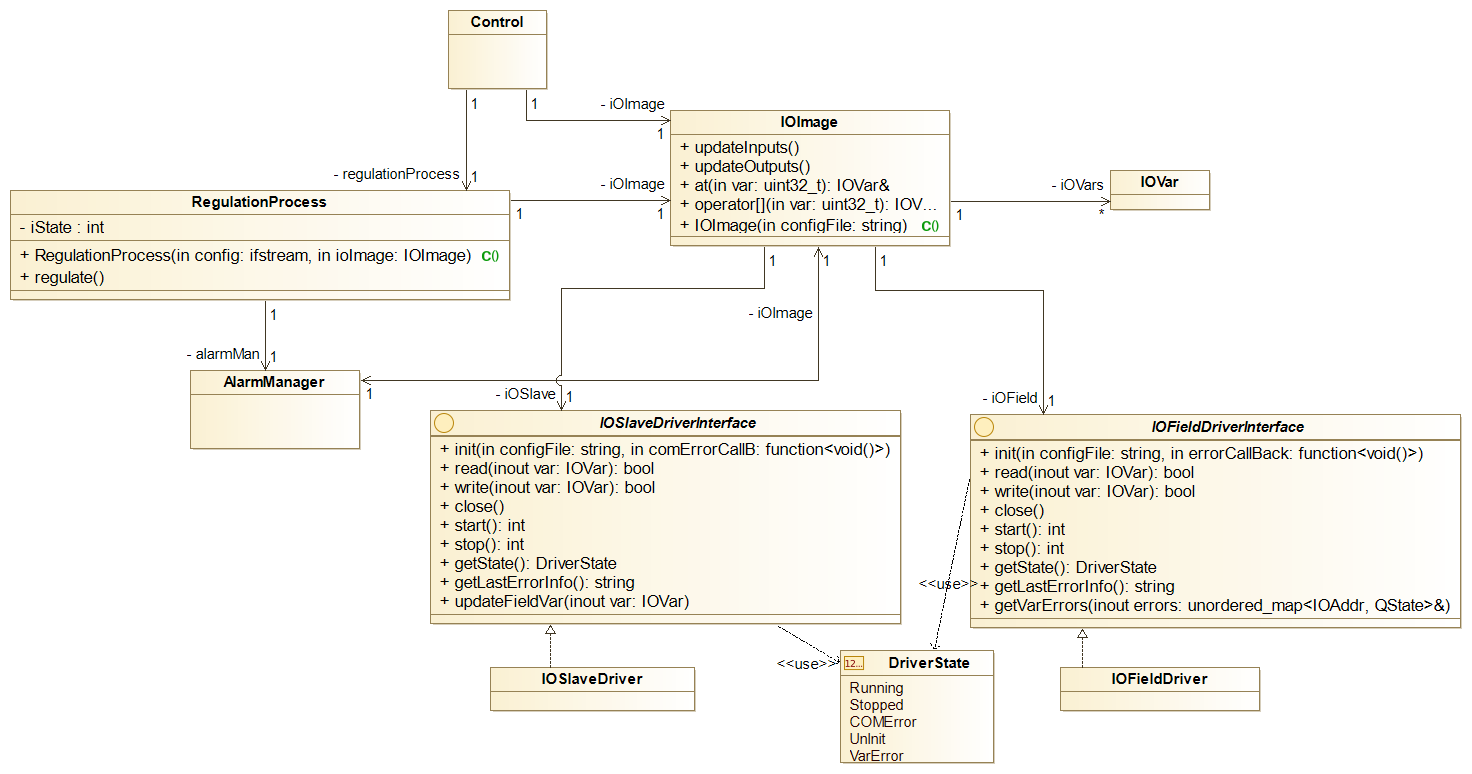 Control
1
1
- iOImage
1
- regulationProcess
1
IOImage
+ updateInputs()
+ updateOutputs()
+ at(in var: uint32_t): IOVar&
+ operator[](in var: uint32_t): IOV...
+ IOImage(in configFile: string) C()
RegulationProcess
- iState : int
+ RegulationProcess(in config: ifstream, in ioImage: IOImage) C()
+ regulate()
1
- iOImage
1
1
- iOVars
*
IOVar
1
- alarmMan
1
AlarmManager
1
1
- iOImage
1
- iOSlave
1
1
- iOField
1
IOSlaveDriverInterface
+ init(in configFile: string, in comErrorCallB: function<void()>)
+ read(inout var: IOVar): bool
+ write(inout var: IOVar): bool
+ close()
+ start(): int
+ stop(): int
+ getState(): DriverState
+ getLastErrorInfo(): string
+ updateFieldVar(inout var: IOVar)
IOFieldDriverInterface
+ init(in configFile: string, in errorCallBack: function<void()>)
+ read(inout var: IOVar): bool
+ write(inout var: IOVar): bool
+ close()
+ start(): int
+ stop(): int
+ getState(): DriverState
+ getLastErrorInfo(): string
+ getVarErrors(inout errors: unordered_map<IOAddr, QState>&)
<<use>>
<<use>>
IOSlaveDriver
12...
DriverState
Running
Stopped
COMError
UnInit
VarError
IOFieldDriver